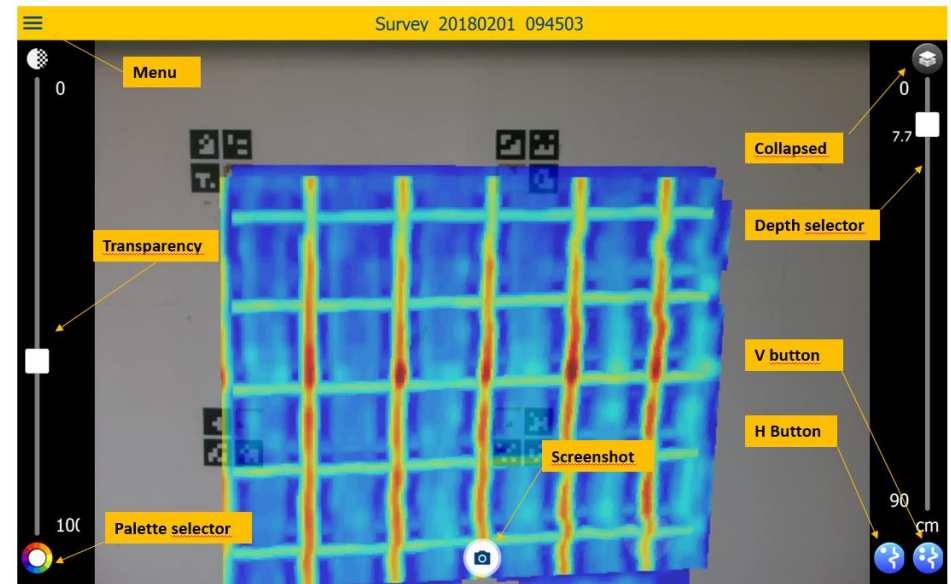 Survey 20180201 094503
Menu
0
0
7.7
Collapsed
Depth selector
Transparency
V button
H Button
Screenshot
90
cm
100
Palette selector